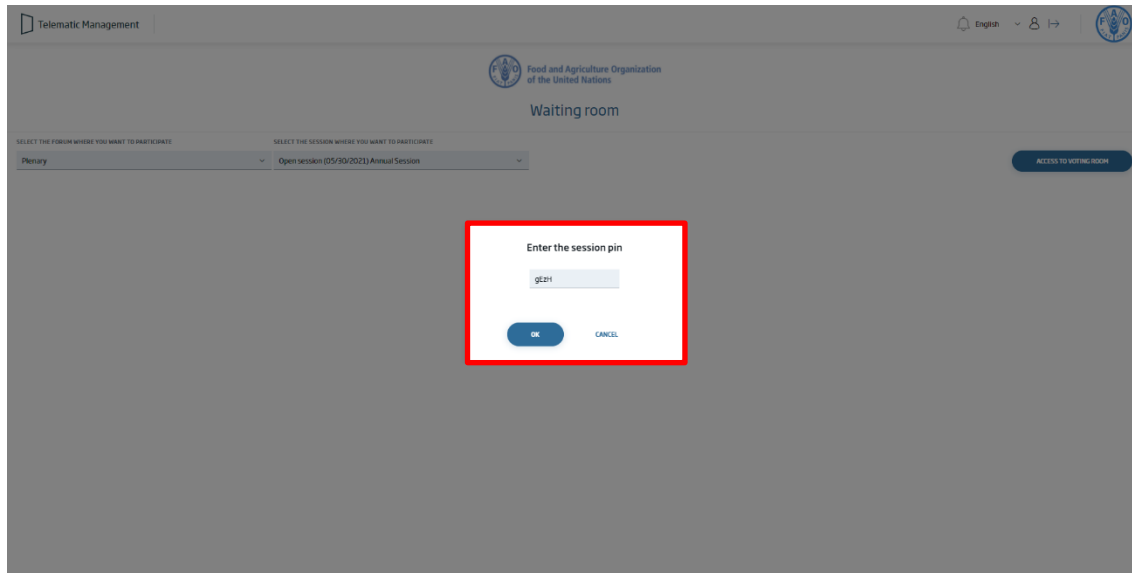 Telematic Management
English
Food and Agriculture Organization
of the United Nations
Waiting room
SELECT THE FORUM WHERE YOU WANT TO PARTICIPATE
SELECT THE SESSION WHERE YOU WANT TO PARTICIPATE
Plenary
Open session (05/30/2021) Annual Session
ACCESS TO VOTING ROOM
Enter the session pin
gEzH
OK
CANCEL